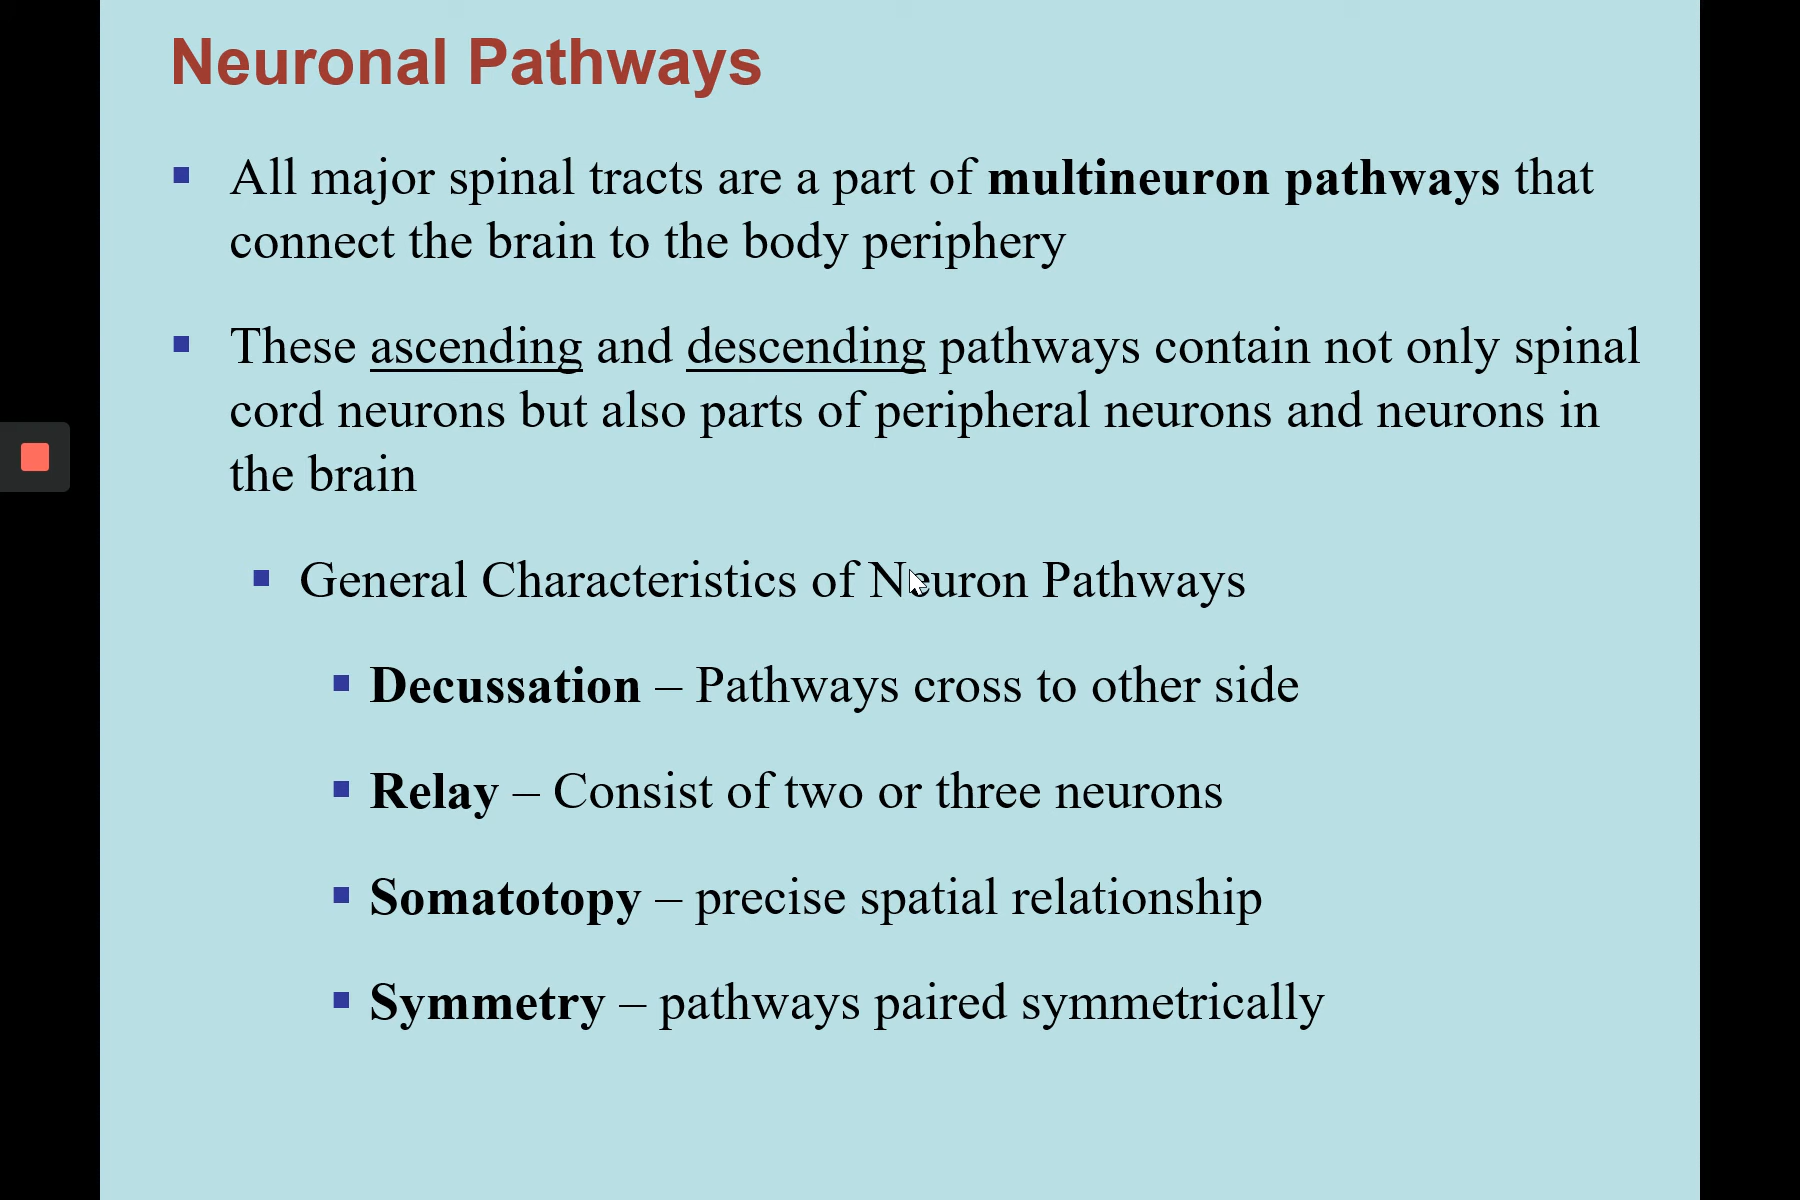 Neuronal Pathways
All major spinal tracts are a part of multineuron pathways that
connect the brain to the body periphery
These ascending and descending pathways contain not only spinal
cord neurons but also parts of peripheral neurons and neurons in
the brain
General Characteristics of Neuron Pathways
Decussation – Pathways cross to other side
Relay – Consist of two or three neurons
Somatotopy – precise spatial relationship
Symmetry – pathways paired symmetrically